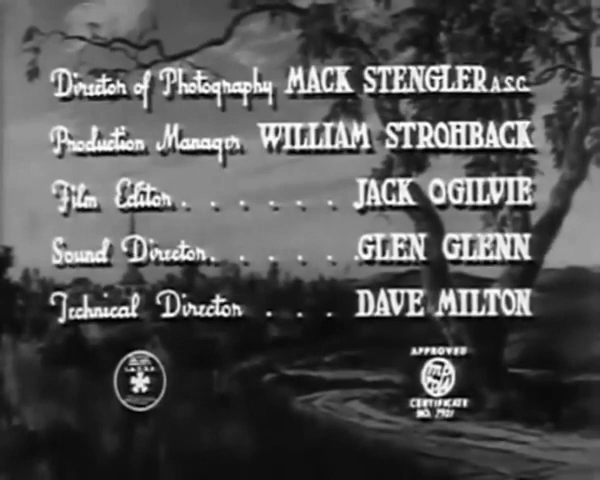 Director of Photography MACK STENGLER A.S.C.
Production Manager WILLIAM STROHBACK
Film Editor . . . . . . JACK OGILVIE
Sound Director . . . . . . GLEN GLENN
Technical Director . . . DAVE MILTON
APPROVED
CERTIFICATE
NO.